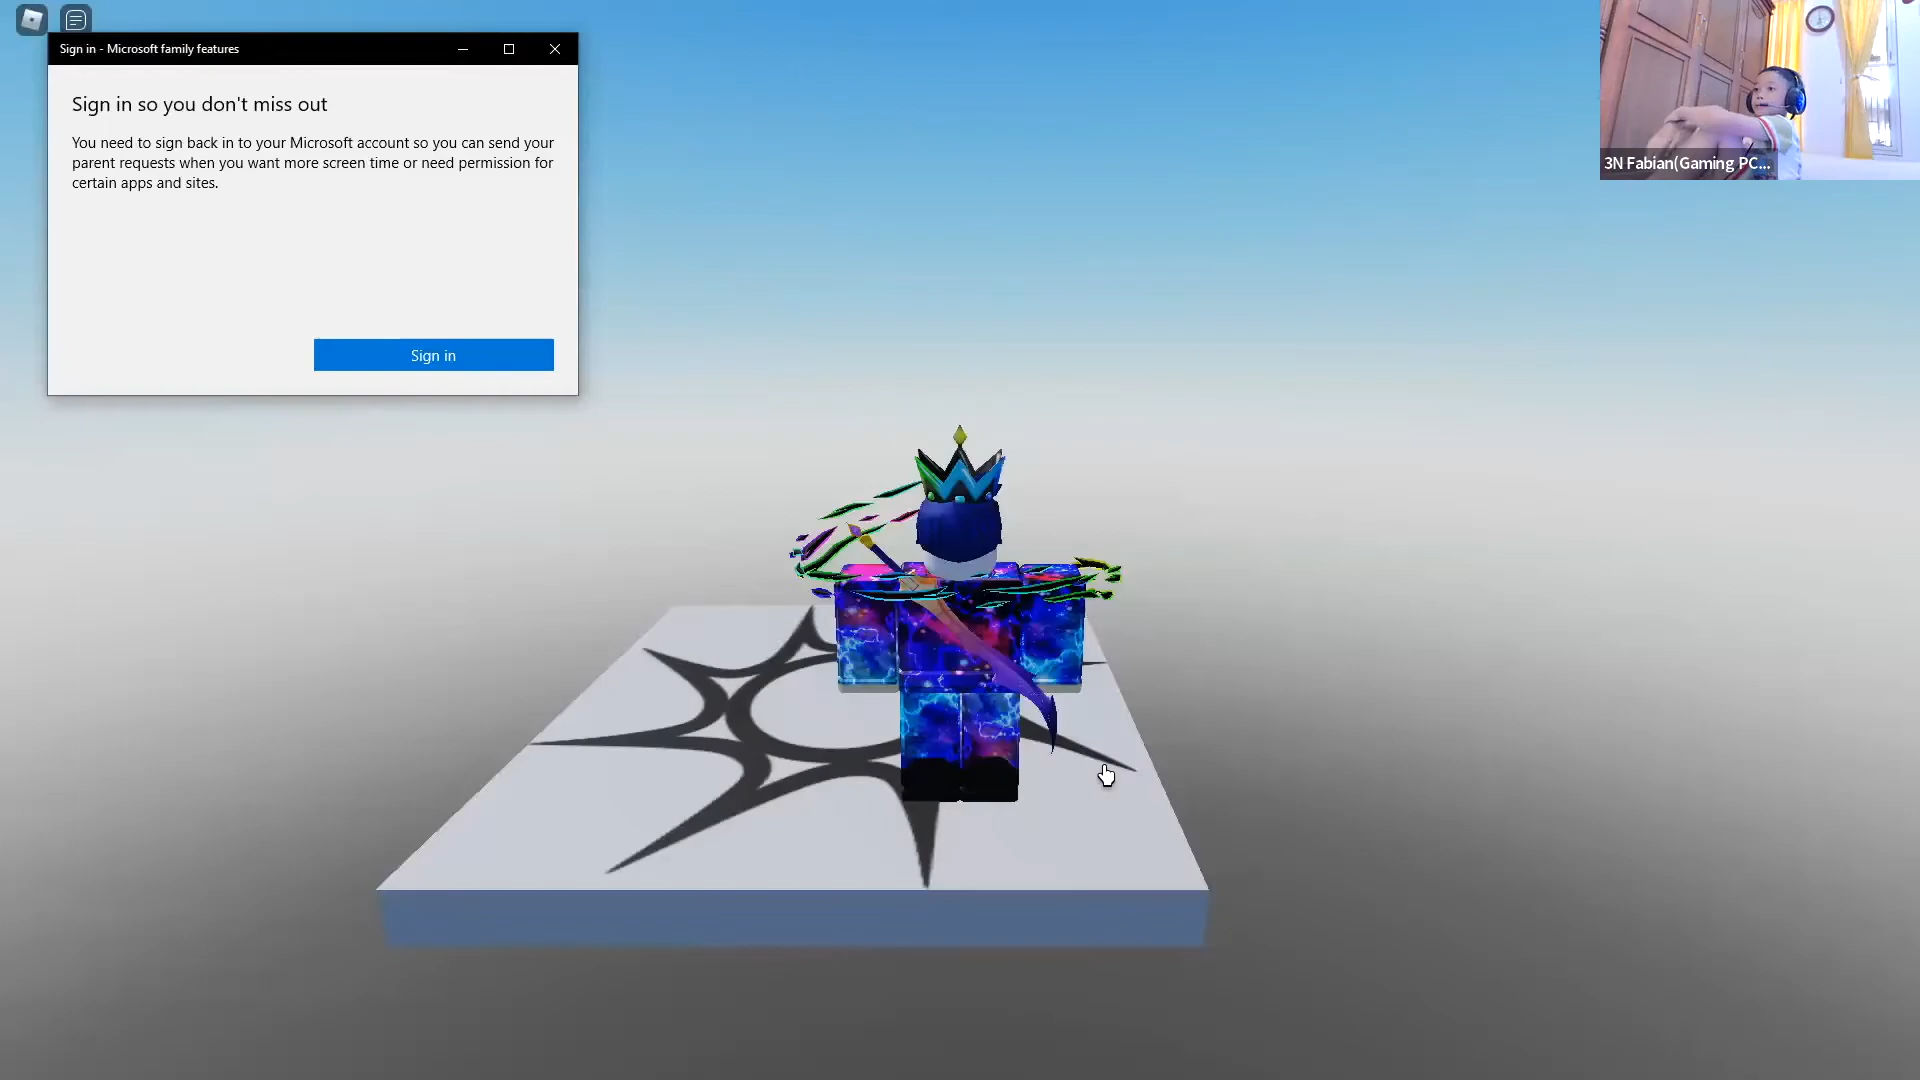 Sign in - Microsoft family features
Sign in so you don't miss out
You need to sign back in to your Microsoft account so you can send your
parent requests when you want more screen time or need permission for
certain apps and sites.
Sign in
3N Fabian(Gaming PC...